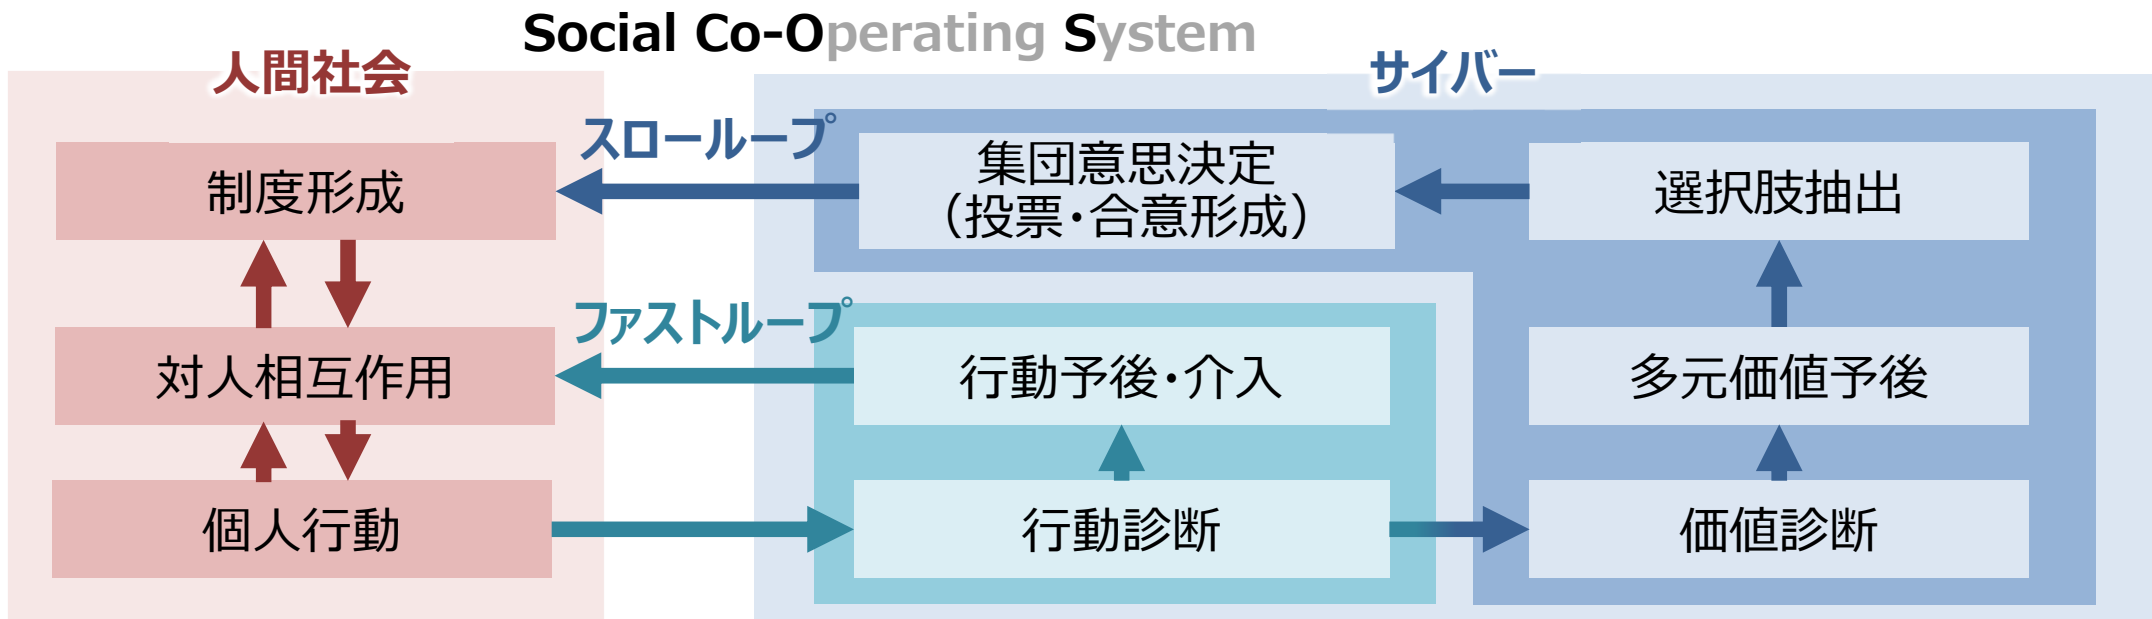 Social Co-Operating System
人間社会
サイバー
スローループ
制度形成
集団意思決定
（投票・合意形成）
選択肢抽出
ファストループ
対人相互作用
行動予後・介入
多元価値予後
個人行動
行動診断
価値診断